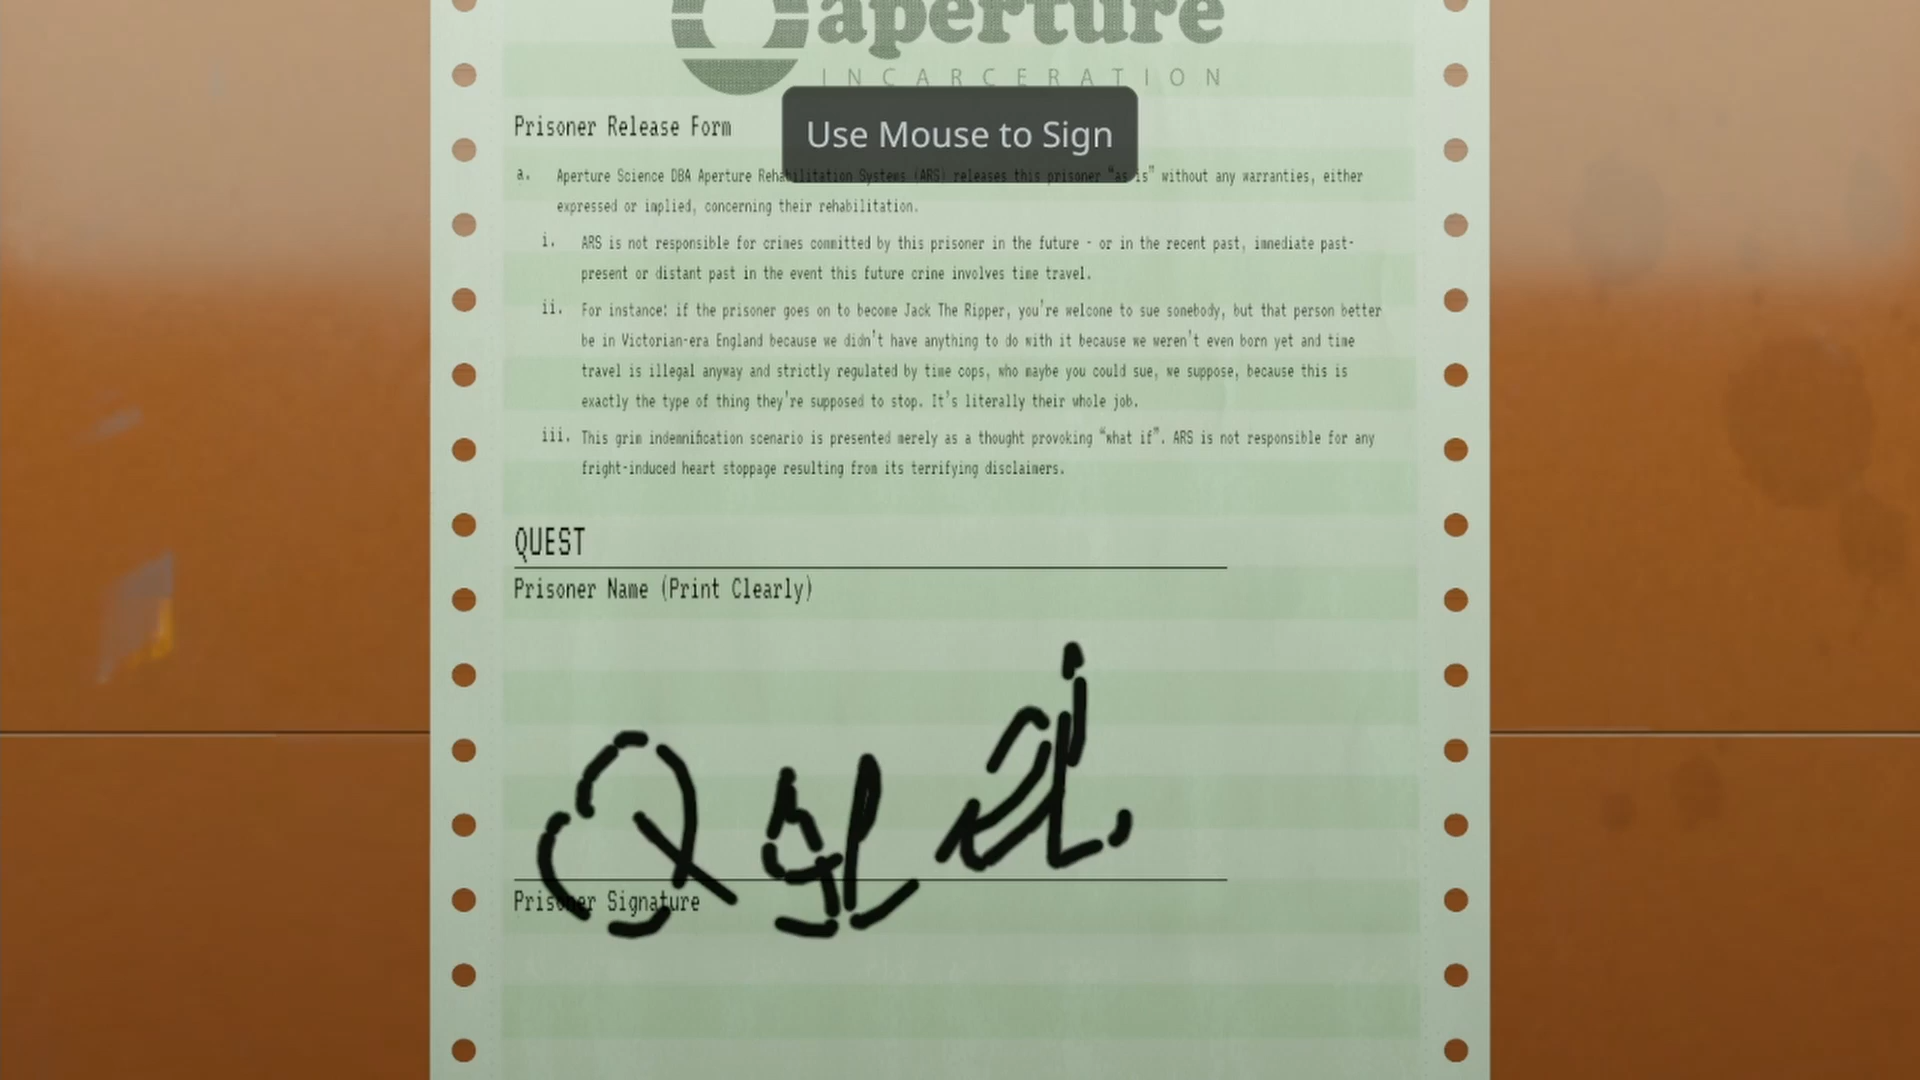 aperture
INCARCERATION
Use Mouse to Sign
Prisoner Release Form
a. Aperture Science DBA Aperture Rehabilitation Systems (ARS) releases this prisoner “as is” without any warranties, either
expressed or implied, concerning their rehabilitation.
i. ARS is not responsible for crimes committed by this prisoner in the future - or in the recent past, immediate past-
present or distant past in the event this future crime involves time travel.
ii. For instance: if the prisoner goes on to become Jack The Ripper, you're welcome to sue somebody, but that person better
be in Victorian-era England because we didn't have anything to do with it because we weren't even born yet and time
travel is illegal anyway and strictly regulated by time cops, who maybe you could sue, we suppose, because this is
exactly the type of thing they're supposed to stop. It's literally their whole job.
iii. This grim indemnification scenario is presented merely as a thought provoking “what if”. ARS is not responsible for any
fright-induced heart stoppage resulting from its terrifying disclaimers.
QUEST
Prisoner Name (Print Clearly)
Prisoner Signature